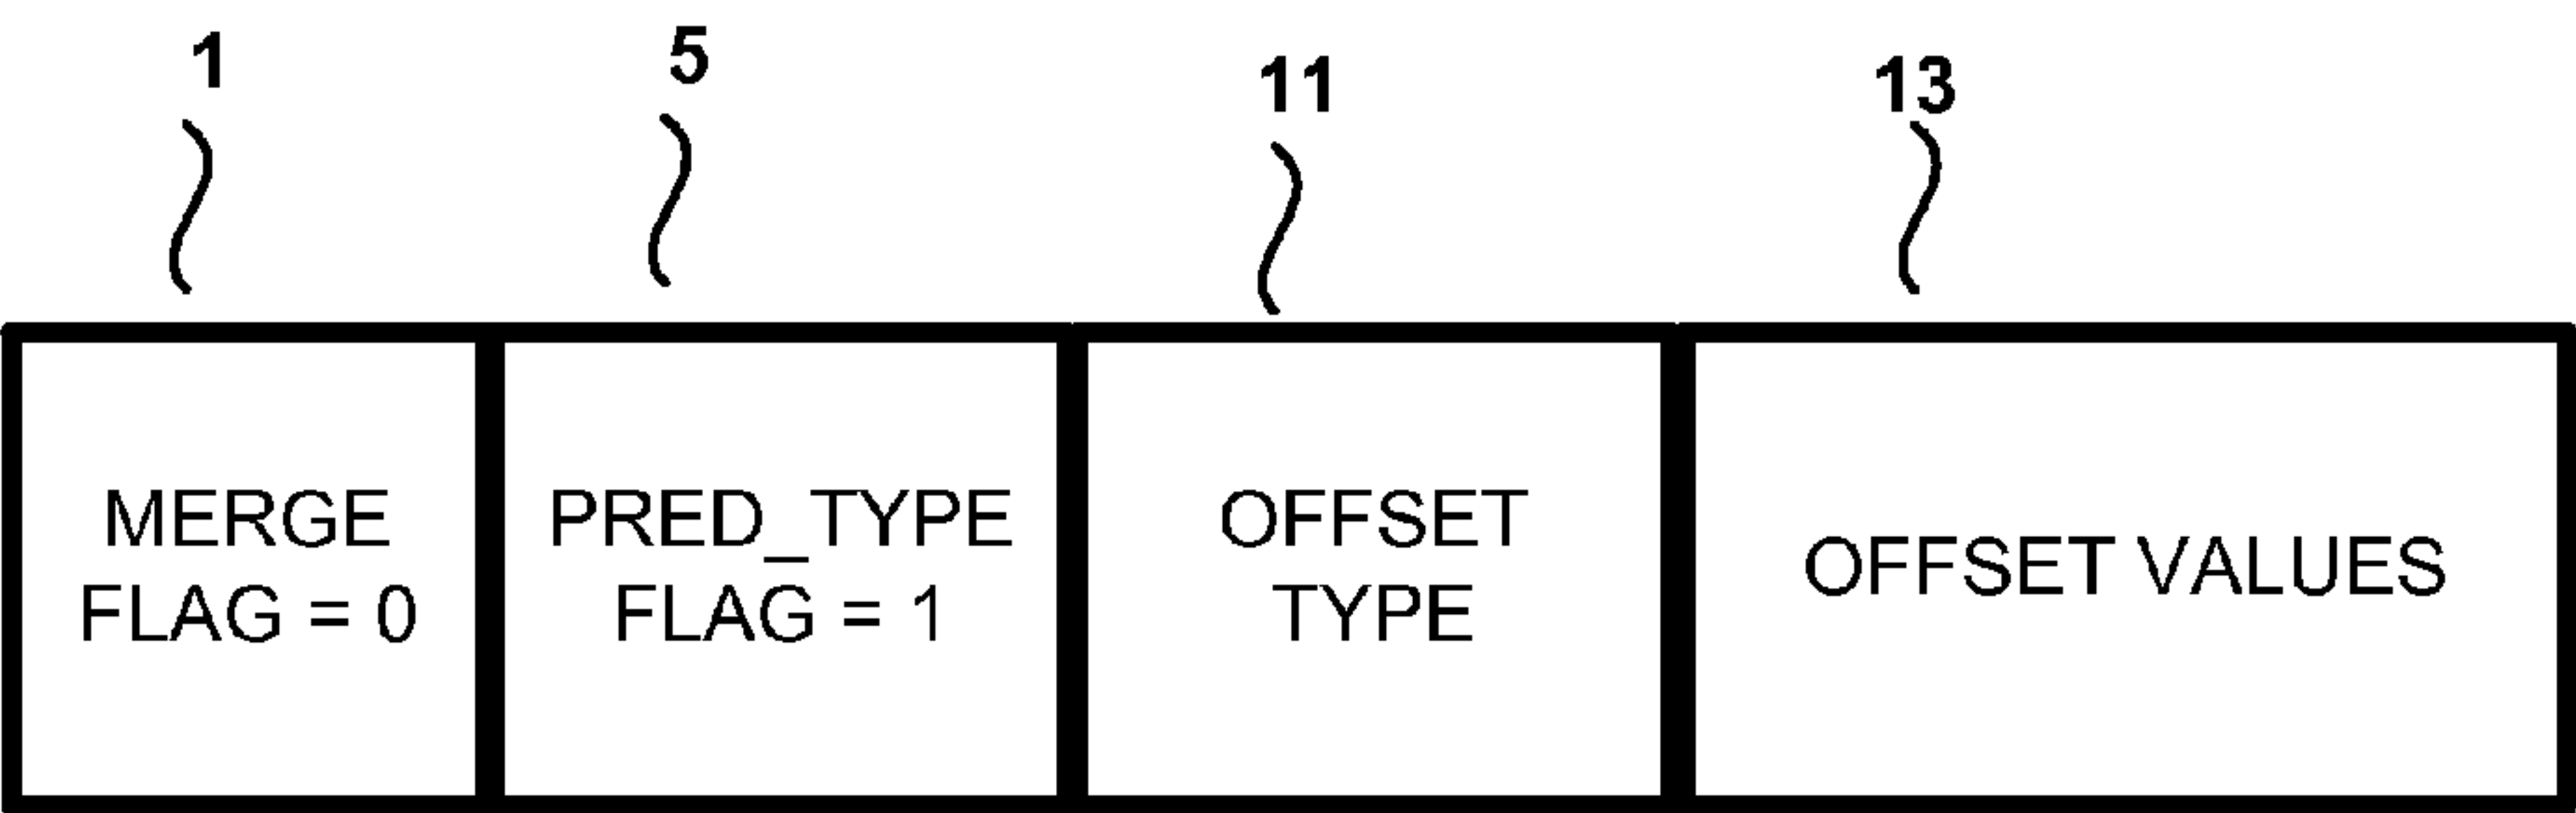 1
5
11
13
MERGE
FLAG = 0
PRED_TYPE
FLAG = 1
OFFSET
TYPE
OFFSET VALUES